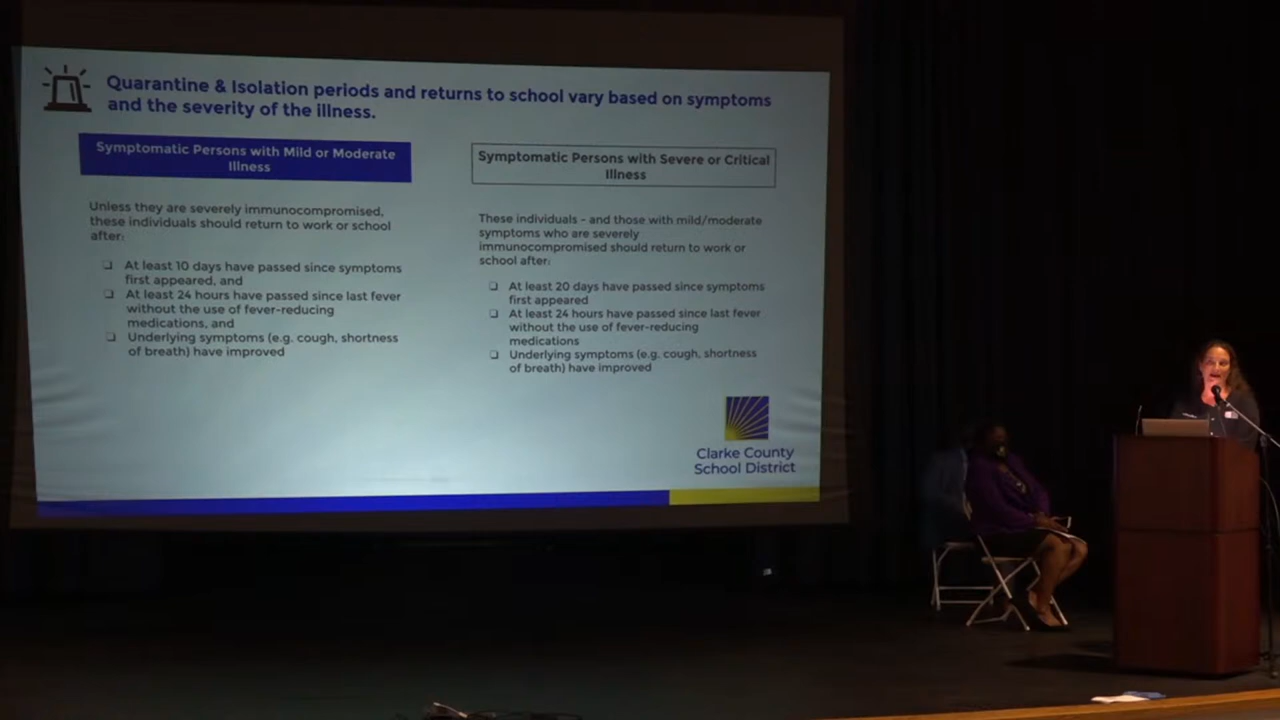 Quarantine & Isolation periods and returns to school vary based on symptoms
and the severity of the illness.
Symptomatic Persons with Mild or Moderate
Illness
Unless they are severely immunocompromised,
these individuals should return to work or school
after:
❑ At least 10 days have passed since symptoms
first appeared, and
❑ At least 24 hours have passed since last fever
without the use of fever-reducing
medications, and
❑ Underlying symptoms (e.g. cough, shortness
of breath) have improved
Symptomatic Persons with Severe or Critical
Illness
These individuals - and those with mild/moderate
symptoms who are severely
immunocompromised should return to work or
school after:
❑ At least 20 days have passed since symptoms
first appeared
❑ At least 24 hours have passed since last fever
without the use of fever-reducing
medications
❑ Underlying symptoms (e.g. cough, shortness
of breath) have improved
Clarke County
School District